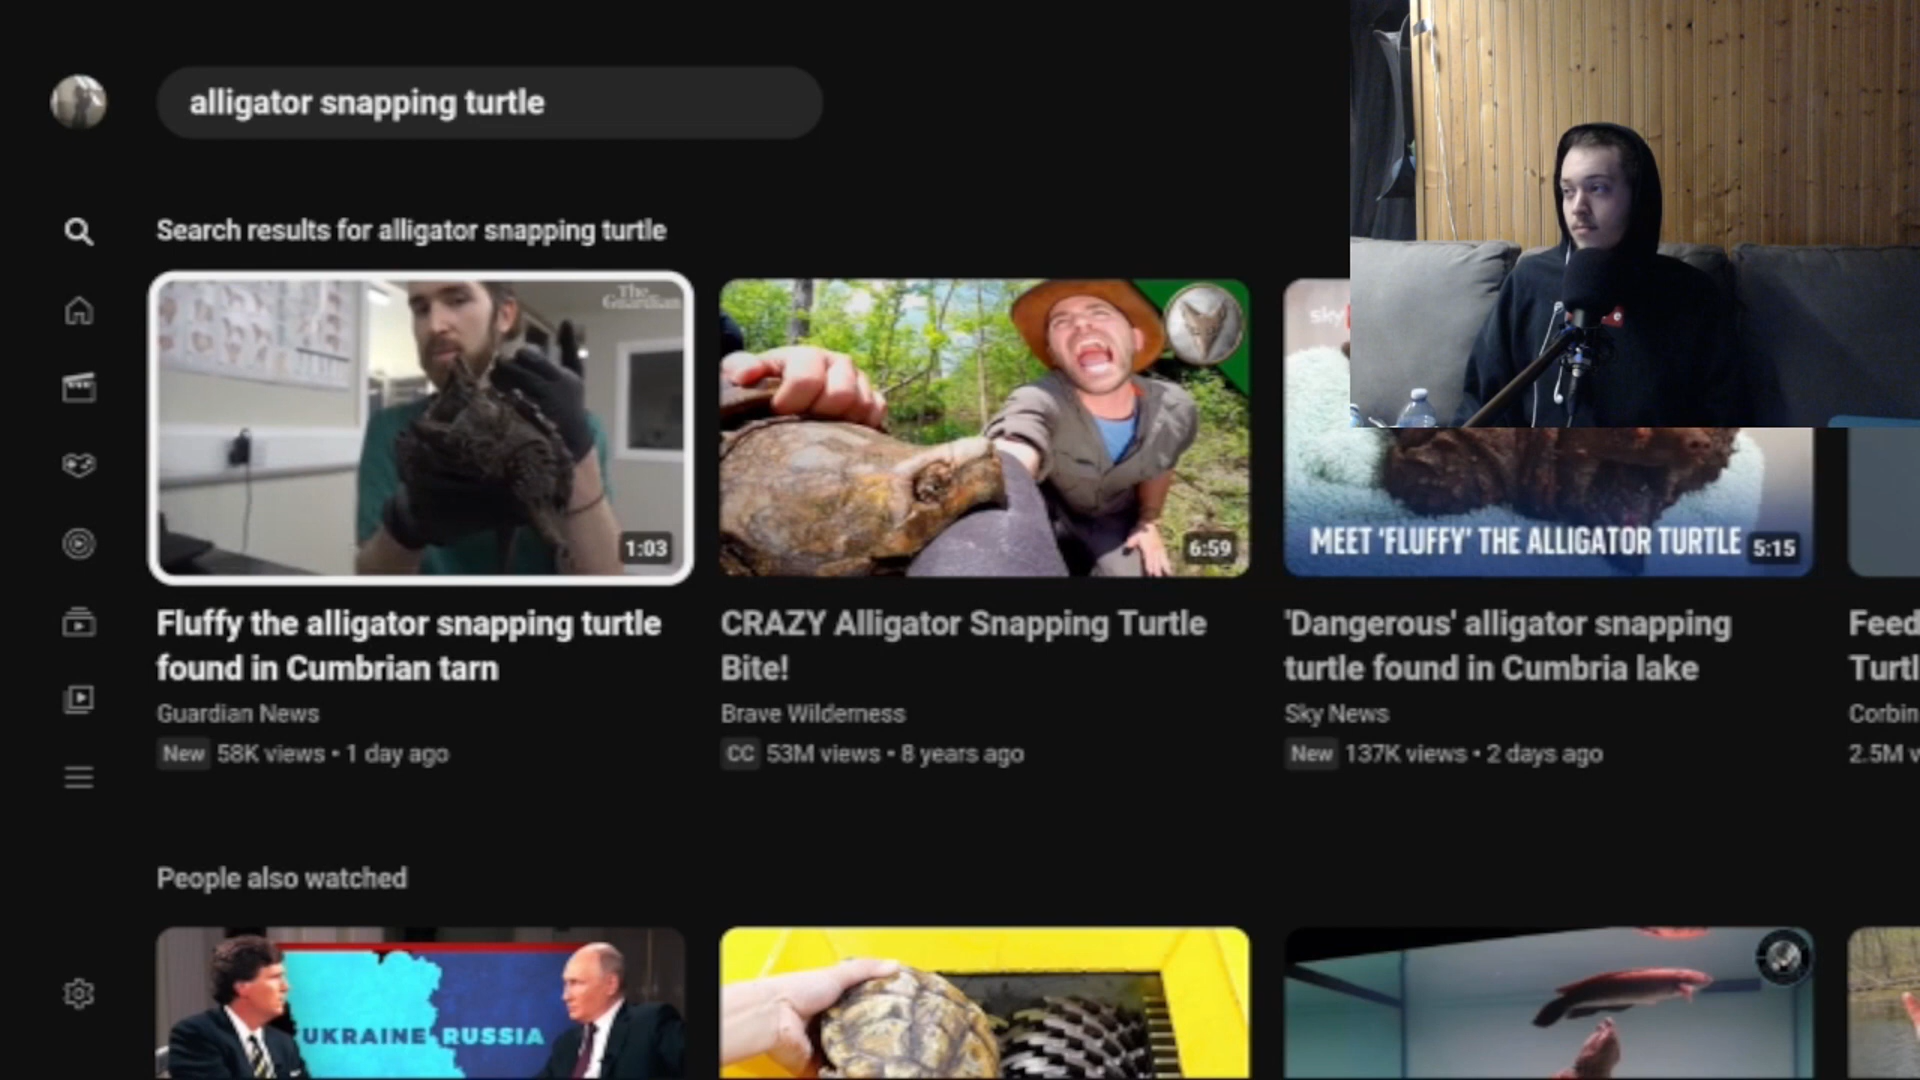 alligator snapping turtle
Search results for alligator snapping turtle
The
Guardian
1:03
6:59
sky
MEET 'FLUFFY' THE ALLIGATOR TURTLE
5:15
Fluffy the alligator snapping turtle
found in Cumbrian tarn
Guardian News
New 58K views • 1 day ago
CRAZY Alligator Snapping Turtle
Bite!
Brave Wilderness
CC 53M views • 8 years ago
'Dangerous' alligator snapping
turtle found in Cumbria lake
Sky News
New 137K views • 2 days ago
Feed
Turtl
Corbin
2.5M v
People also watched
UKRAINE RUSSIA